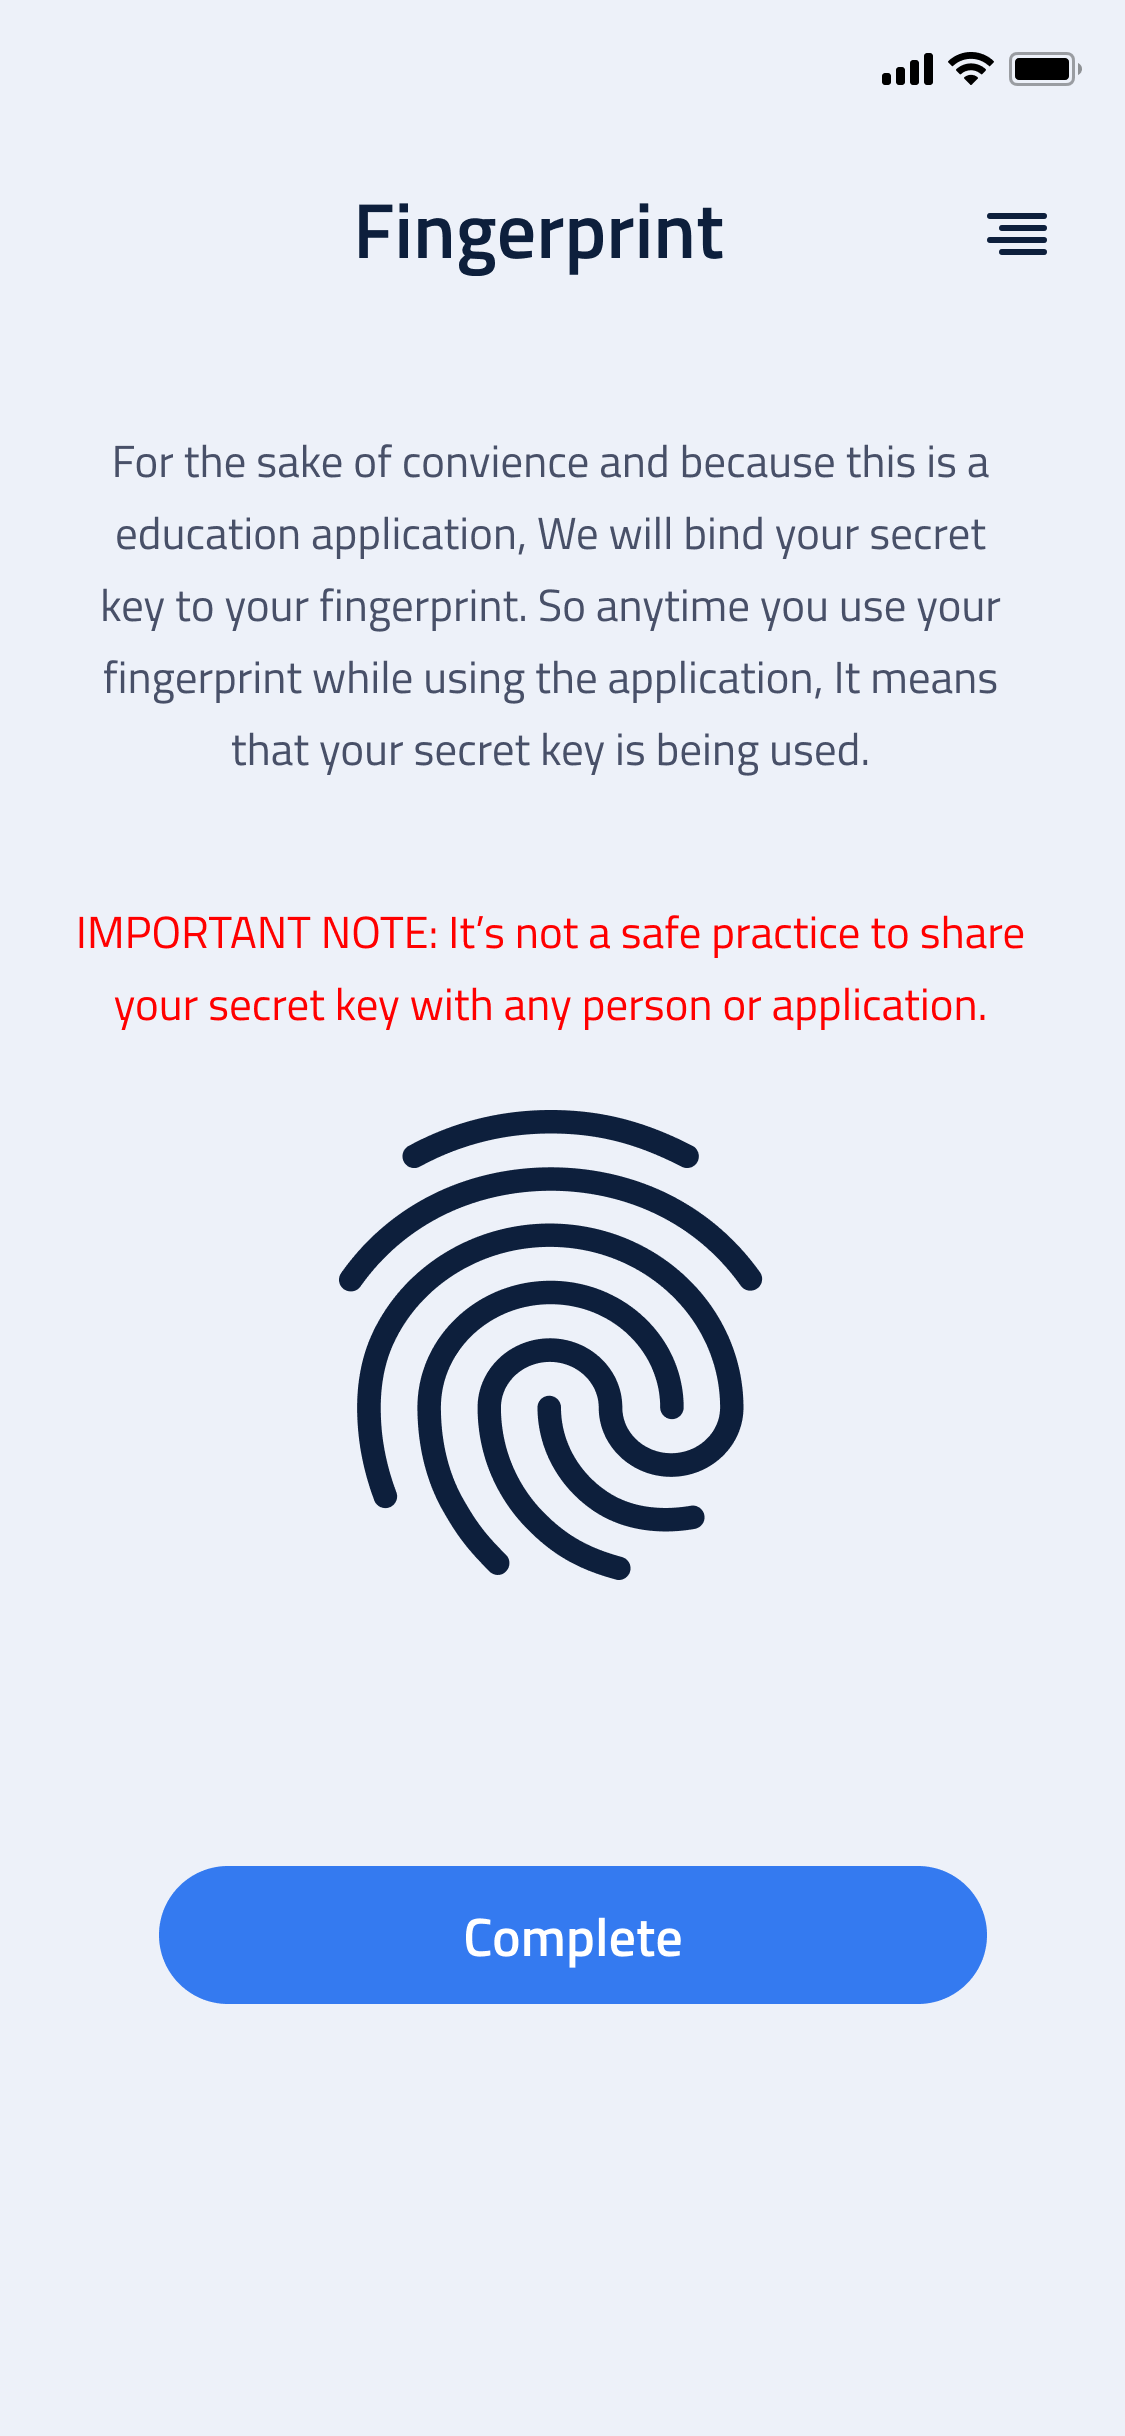 Fingerprint
For the sake of convience and because this is a
education application, We will bind your secret
key to your fingerprint. So anytime you use your
fingerprint while using the application, It means
that your secret key is being used.
IMPORTANT NOTE: It’s not a safe practice to share
your secret key with any person or application.
Complete